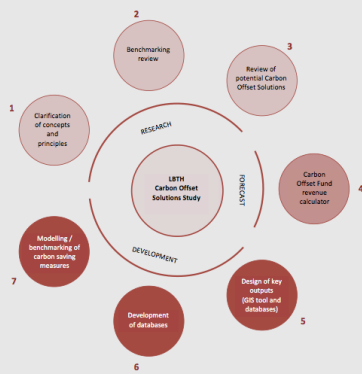 2
Benchmarking
review
3
Review of
potential Carbon
Offset Solutions
1
Clarification
of concepts
and
principles
RESEARCH
LBTH
Carbon Offset
Solutions Study
FORECAST
Carbon
Offset Fund
revenue
calculator
4
DEVELOPMENT
Modelling /
benchmarking of
carbon saving
measures
7
Design of key
outputs
(GIS tool and
databases)
5
Development
of databases
6